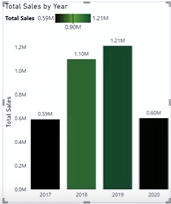 Total Sales by Year
Total Sales 0.59M 1.21M
0.90M
1.2M
1.0M
0.8M
0.6M
0.4M
0.2M
0.0M
Total Sales
0.59M
1.10M
1.21M
0.60M
2017 2018 2019 2020